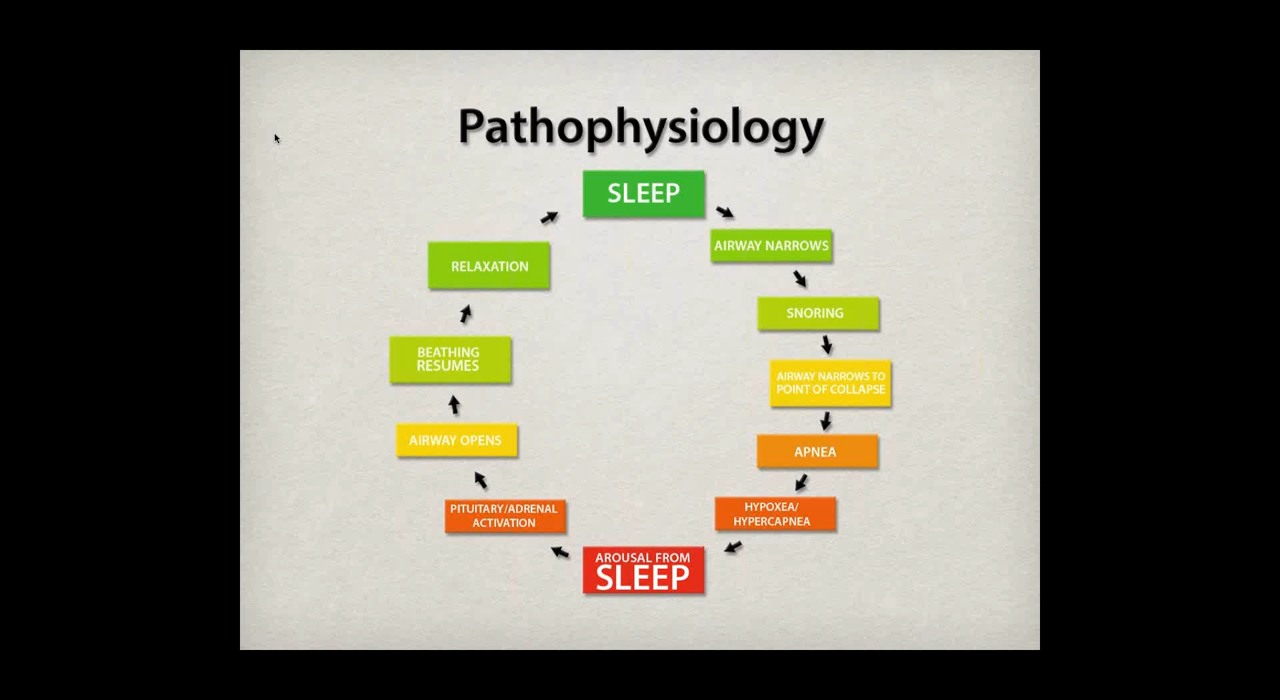 Pathophysiology
SLEEP
AIRWAY NARROWS
SNORING
AIRWAY NARROWS TO
POINT OF COLLAPSE
APNEA
HYPOXEA/
HYPERCAPNEA
AROUSAL FROM
SLEEP
PITUITARY/ADRENAL
ACTIVATION
AIRWAY OPENS
BEATHING
RESUMES
RELAXATION